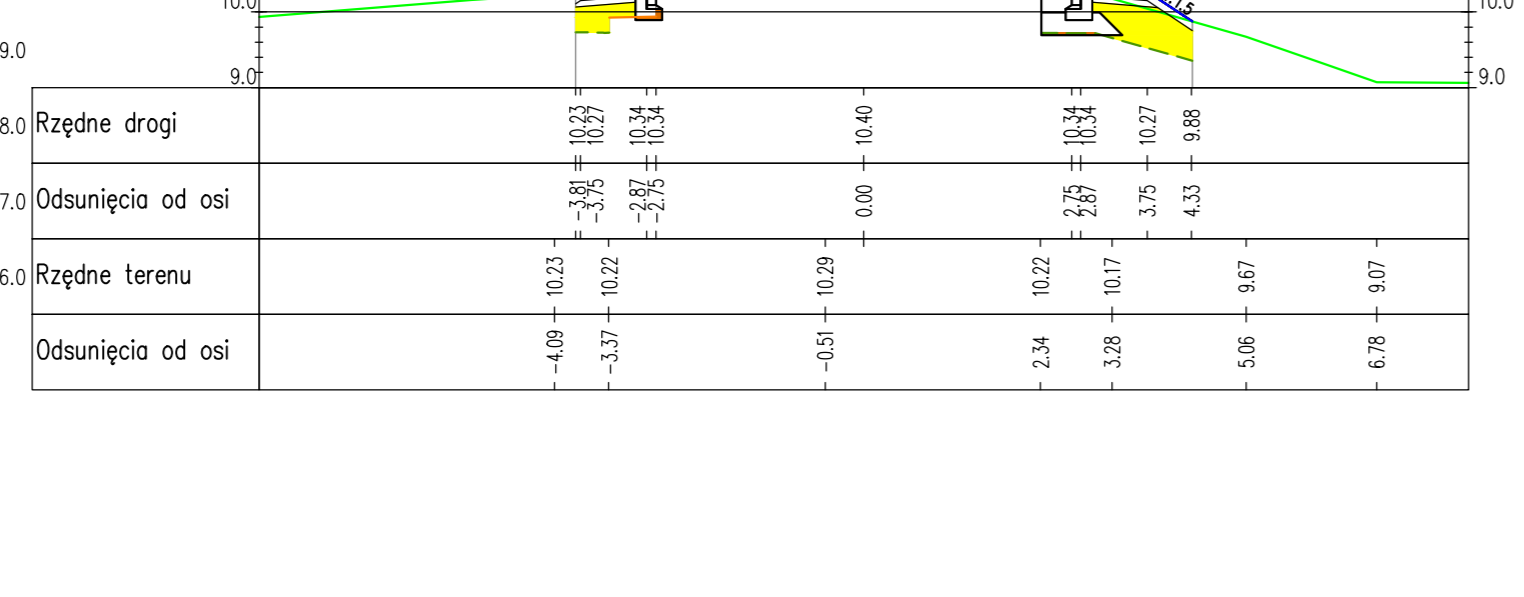 10.0 1:1.5 10.0
9.0
9.0 9.0
8.0 Rzędne drogi 10.23 10.27 10.34 10.34 10.40 10.34 10.34 10.27 9.88
7.0 Odsunięcia od osi -3.81 -3.75 -2.87 -2.75 0.00 2.75 2.87 3.75 4.33
6.0 Rzędne terenu 10.23 10.22 10.29 10.22 10.17 9.67 9.07
Odsunięcia od osi -4.09 -3.37 -0.51 2.34 3.28 5.06 6.78